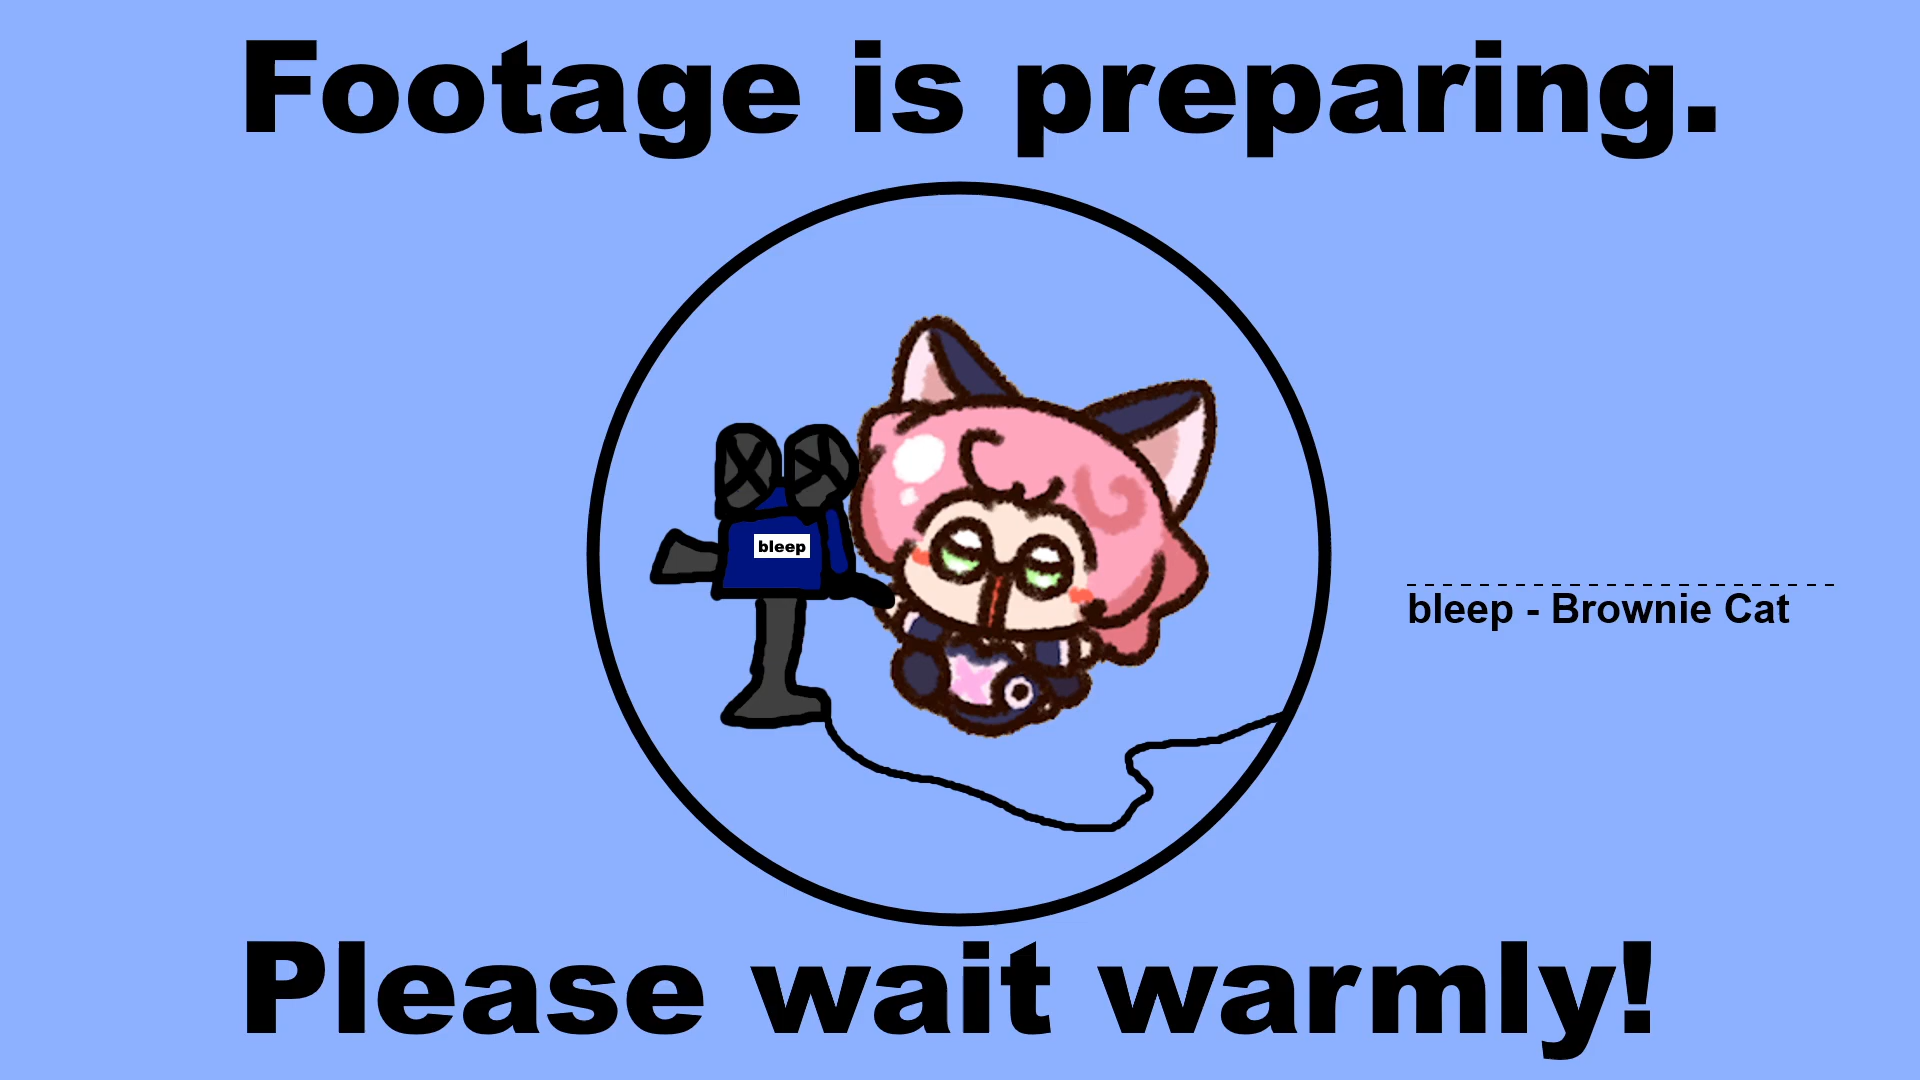 Footage is preparing.
bleep
bleep - Brownie Cat
Please wait warmly!